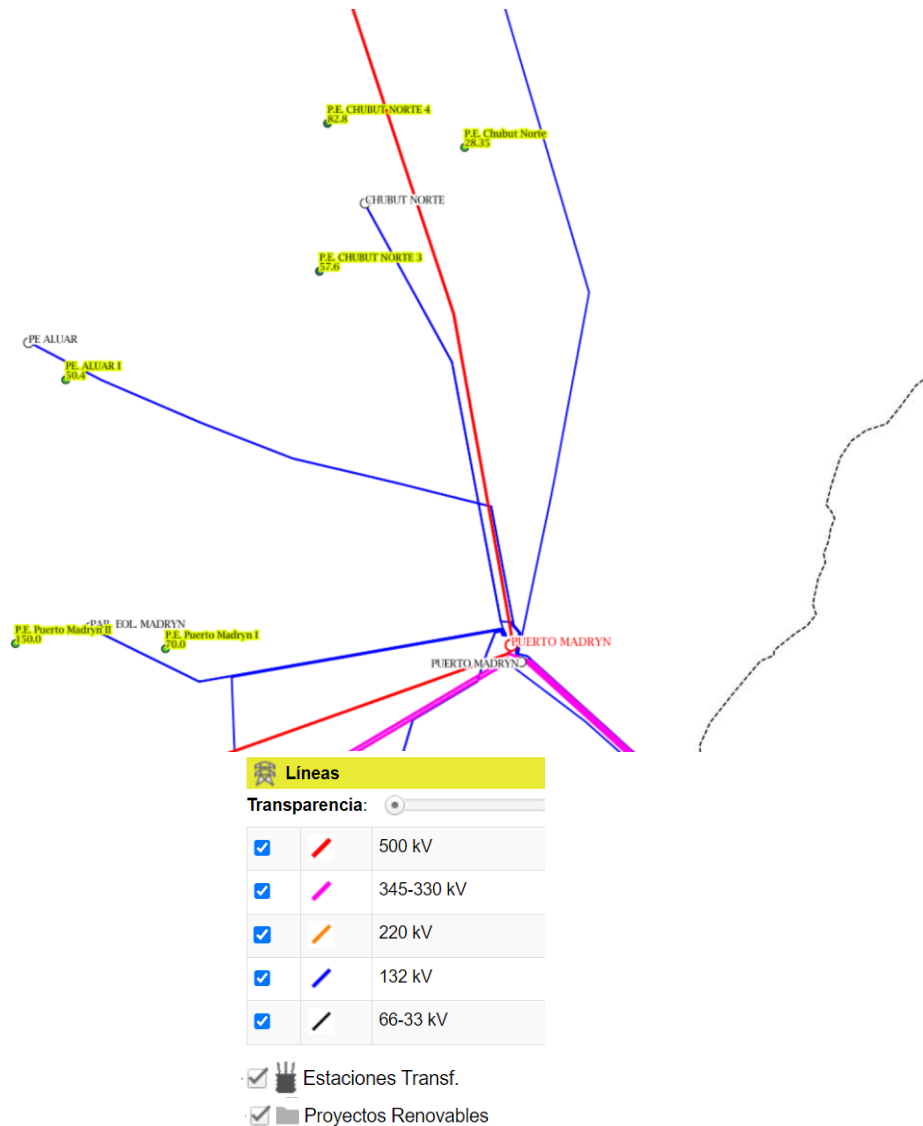 P.E. CHUBUT NORTE 4
82.8
P.E. Chubut Norte
28.35
CHUBUT NORTE
P.E. CHUBUT NORTE 3
57.6
PE ALUAR
PE. ALUAR I
50.4
PAR. EOL. MADRYN
P.E. Puerto Madryn II
150.0
P.E. Puerto Madryn I
70.0
PUERTO MADRYN
PUERTO MADRYN
Líneas
Transparencia:
500 kV
345-330 kV
220 kV
132 kV
66-33 kV
Estaciones Transf.
Proyectos Renovables